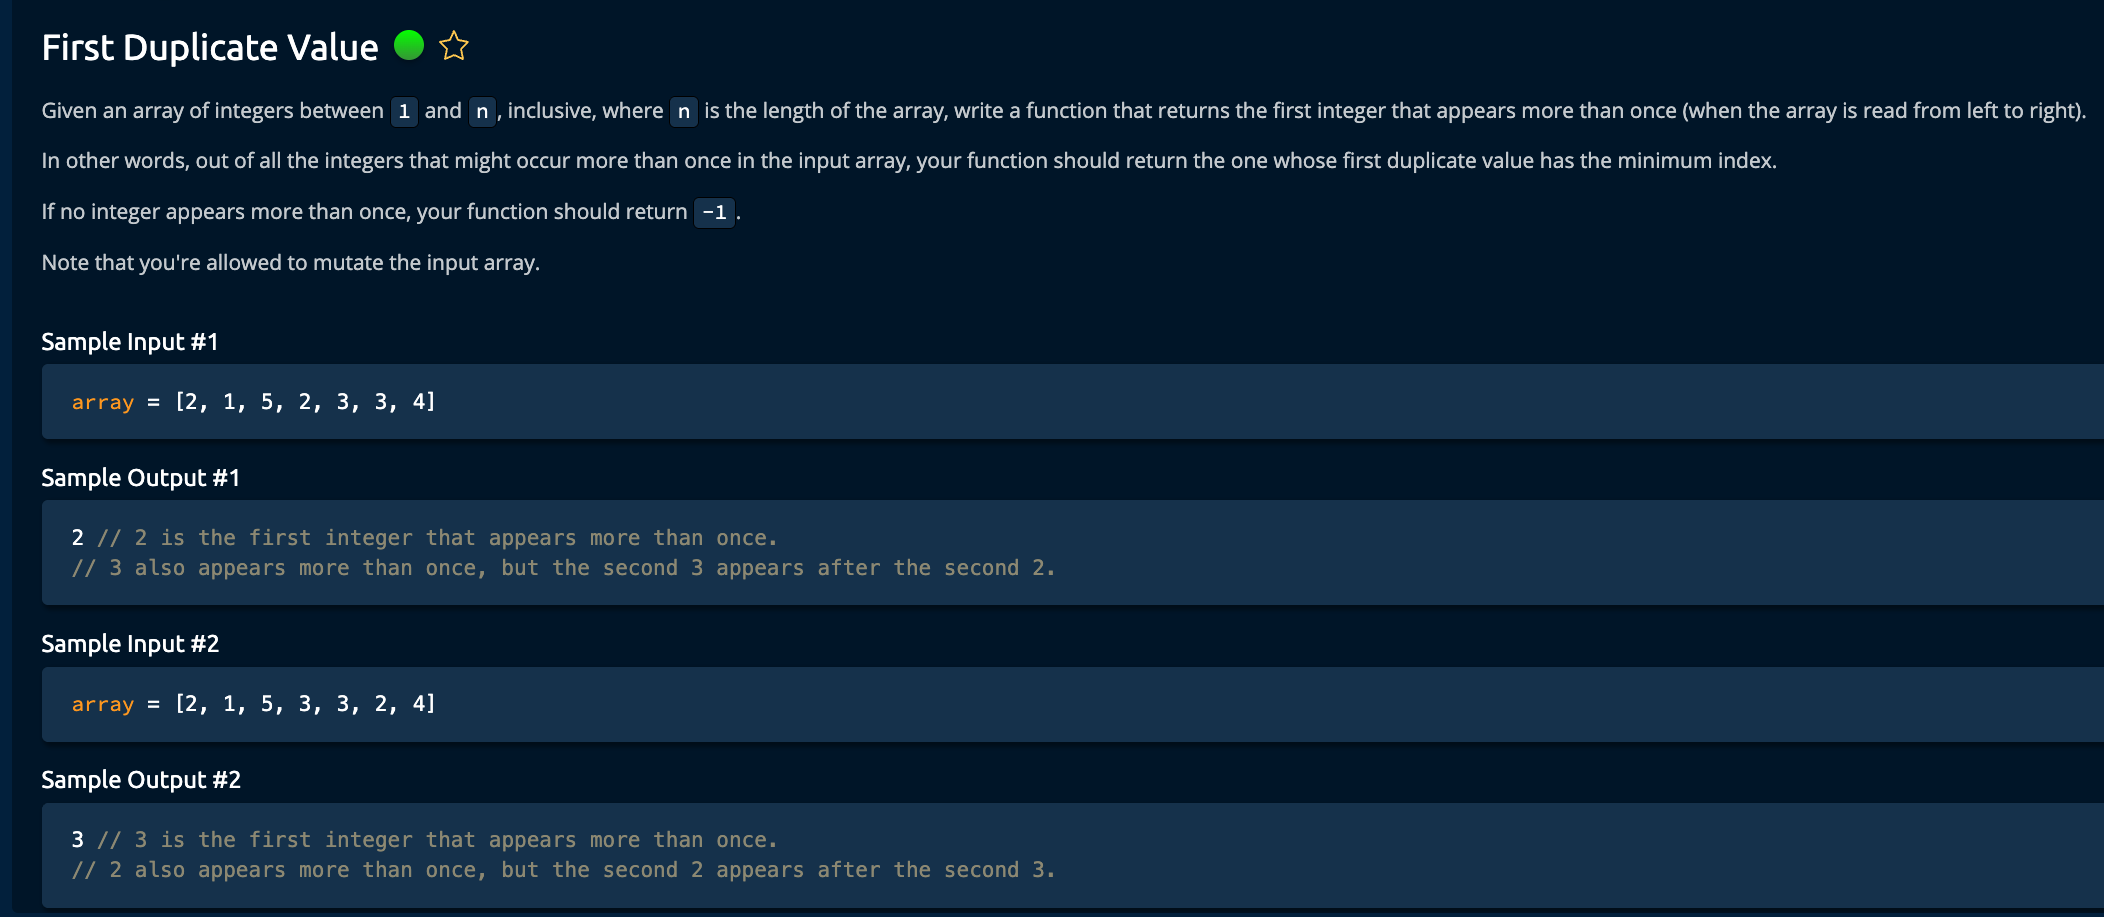 First Duplicate Value
Given an array of integers between 1 and n, inclusive, where n is the length of the array, write a function that returns the first integer that appears more than once (when the array is read from left to right).
In other words, out of all the integers that might occur more than once in the input array, your function should return the one whose first duplicate value has the minimum index.
If no integer appears more than once, your function should return -1.
Note that you're allowed to mutate the input array.
Sample Input #1
array = [2, 1, 5, 2, 3, 3, 4]
Sample Output #1
2 // 2 is the first integer that appears more than once.
// 3 also appears more than once, but the second 3 appears after the second 2.
Sample Input #2
array = [2, 1, 5, 3, 3, 2, 4]
Sample Output #2
3 // 3 is the first integer that appears more than once.
// 2 also appears more than once, but the second 2 appears after the second 3.